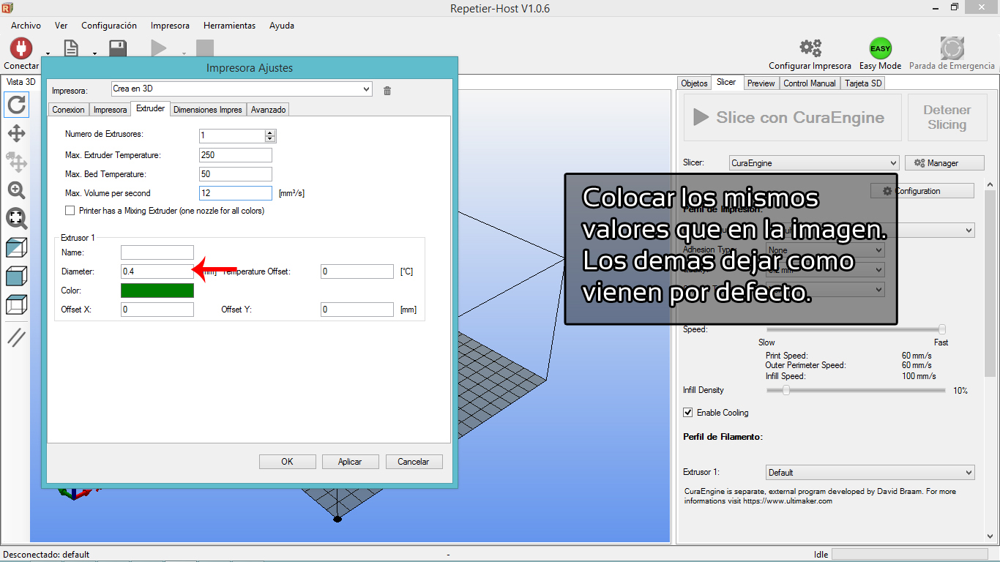 Repetier-Host V1.0.6
Archivo Ver Configuración Impresora Herramientas Ayuda
Conectar
Configurar Impresora
EASY
Easy Mode
Parada de Emergencia
Vista 3D
Impresora Ajustes
Impresora: Crea en 3D
Conexion Impresora Extruder Dimensiones Impres Avanzado
Numero de Extrusores: 1
Max. Extruder Temperature: 250
Max. Bed Temperature: 50
Max. Volume per second 12 [mm³/s]
Printer has a Mixing Extruder (one nozzle for all colors)
Extrusor 1
Name:
Diameter: 0.4 Temperature Offset: 0 [°C]
Color:
Offset X: 0 Offset Y: 0 [mm]
OK Aplicar Cancelar
Objetos Slicer Preview Control Manual Tarjeta SD
Slice con CuraEngine
Detener
Slicing
Slicer: CuraEngine Manager
Configuration
Perfil de Impresión:
Colocar los mismos
valores que en la imagen.
Los demas dejar como
vienen por defecto.
Adhesion Type: None
0.2 mm
Speed:
Slow Fast
Print Speed: 60 mm/s
Outer Perimeter Speed: 60 mm/s
Infill Speed: 100 mm/s
Infill Density 10%
Enable Cooling
Perfil de Filamento:
Extrusor 1: Default
CuraEngine is separate, external program developed by David Braam. For more
informations visit https://www.ultimaker.com
Desconectado: default - Idle